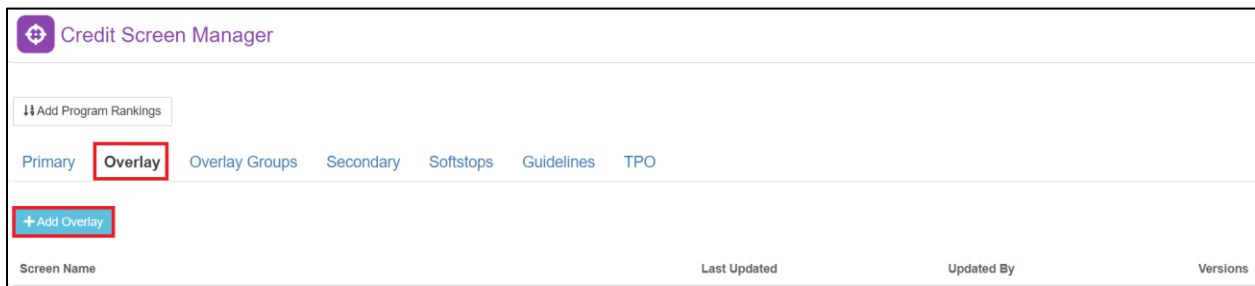 Credit Screen Manager
Add Program Rankings
Primary Overlay Overlay Groups Secondary Softstops Guidelines TPO
+ Add Overlay
Screen Name Last Updated Updated By Versions